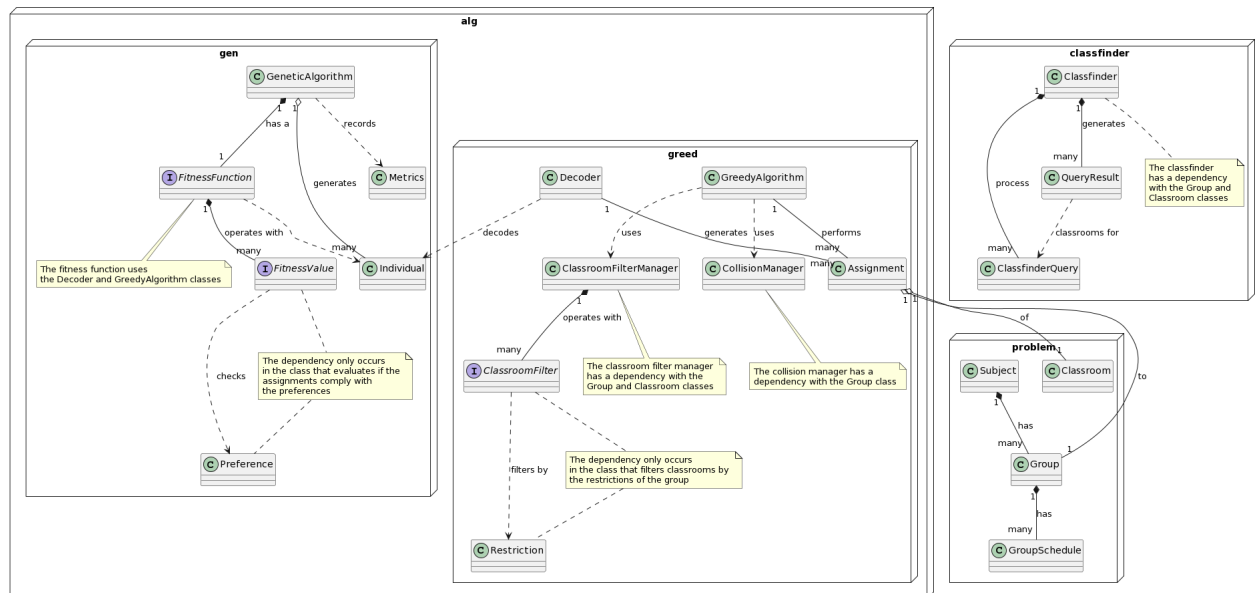 alg
gen
classfinder
C GeneticAlgorithm
C Classfinder
1
1
1
1
has a
records
generates
1
many
The classfinder
has a dependency
with the Group and
Classroom classes
greed
I FitnessFunction
C Metrics
C Decoder
C GreedyAlgorithm
C QueryResult
generates
process
1
1
1
operates with
decodes
uses
generates
uses
performs
classrooms for
many
many
many
many
many
The fitness function uses
the Decoder and GreedyAlgorithm classes
I FitnessValue
C Individual
C ClassroomFilterManager
C CollisionManager
C Assignment
C ClassfinderQuery
1
1
1
operates with
of
many
1
problem
The dependency only occurs
in the class that evaluates if the
assignments comply with
the preferences
checks
I ClassroomFilter
The classroom filter manager
has a dependency with the
Group and Classroom classes
The collision manager has a
dependency with the Group class
C Subject
C Classroom
to
1
has
many
1
C Preference
filters by
The dependency only occurs
in the class that filters classrooms by
the restrictions of the group
C Group
1
has
many
C Restriction
C GroupSchedule